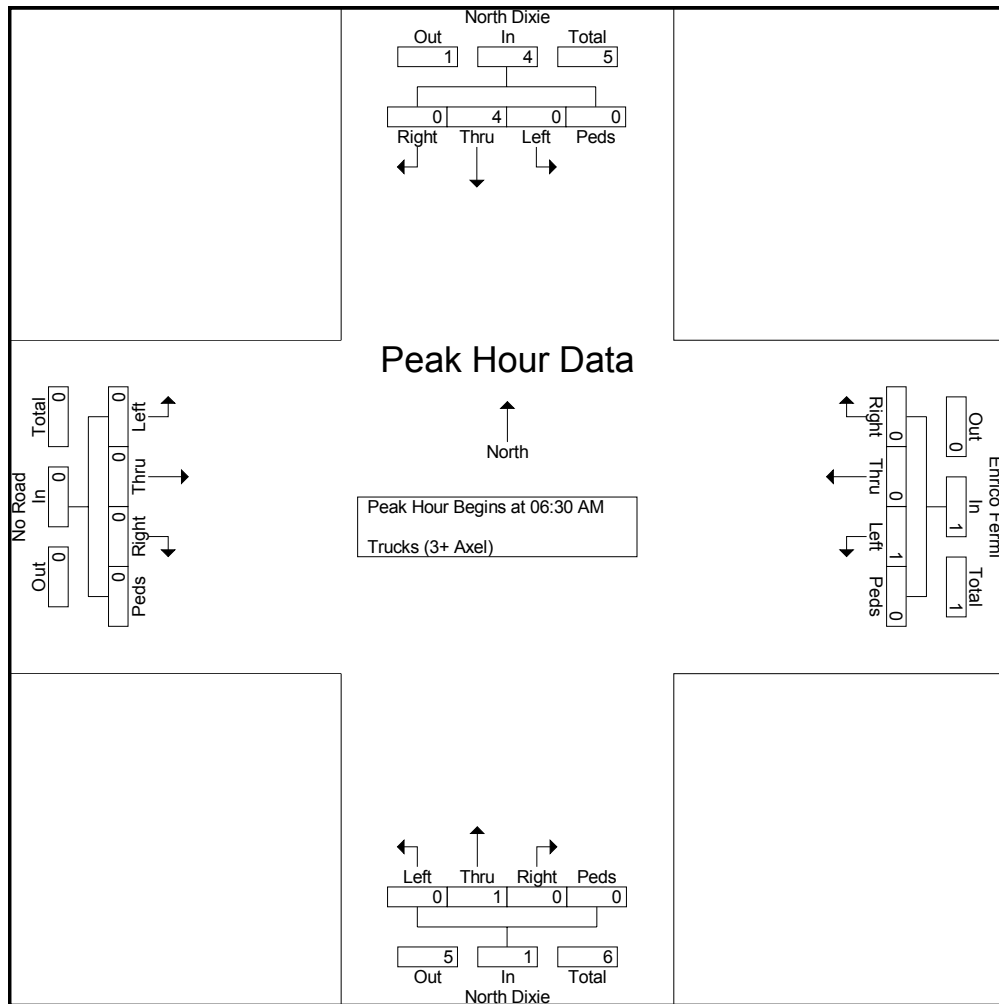 North Dixie
Out In Total
1 4 5
0 4 0 0
Right Thru Left Peds
Peak Hour Data
North
Peak Hour Begins at 06:30 AM
Trucks (3+ Axel)
No Road
Total In Out
0 0 0
0 0 0 0
Left Thru Right Peds
Right Thru Left Peds
0 0 1 0
0 1 1
Out In Total
Enrico Fermi
Left Thru Right Peds
0 1 0 0
5 1 6
Out In Total
North Dixie